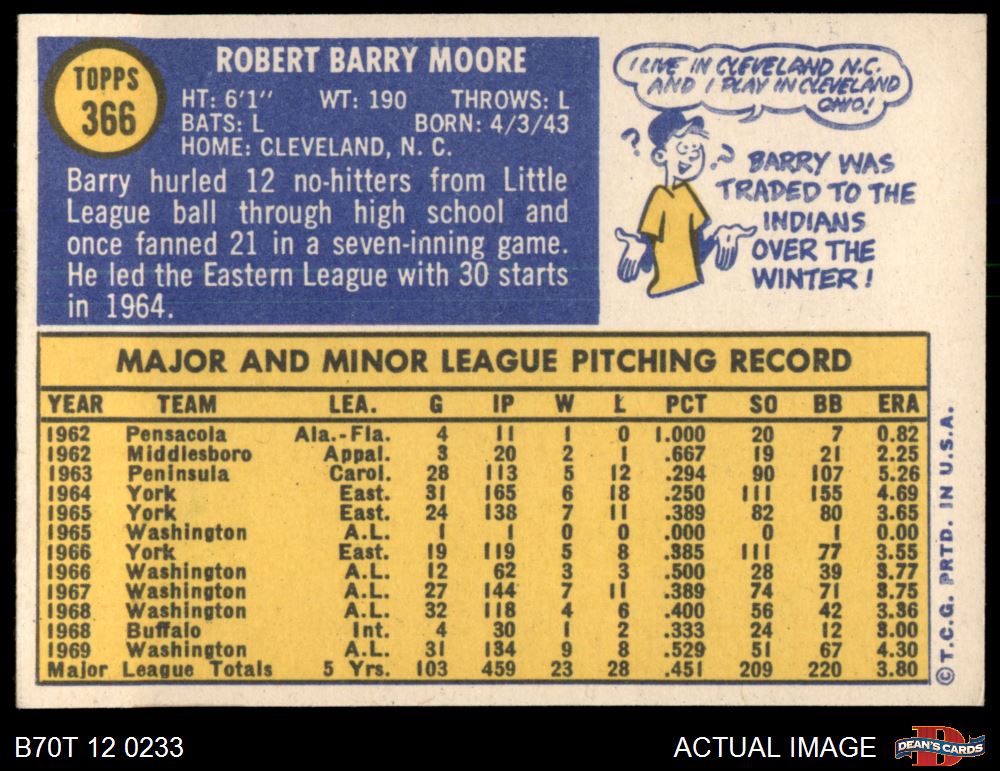 TOPPS
366
ROBERT BARRY MOORE
HT: 6'1" WT: 190 THROWS: L
BATS: L BORN: 4/3/43
HOME: CLEVELAND, N. C.
Barry hurled 12 no-hitters from Little
League ball through high school and
once fanned 21 in a seven-inning game.
He led the Eastern League with 30 starts
in 1964.
I LIVE IN CLEVELAND N.C.
AND I PLAY IN CLEVELAND
OHIO!
? ?
BARRY WAS
TRADED TO THE
INDIANS
OVER THE
WINTER!
MAJOR AND MINOR LEAGUE PITCHING RECORD
YEAR TEAM LEA. G IP W L PCT SO BB ERA
1962 Pensacola Ala.-Fla. 4 11 1 0 1.000 20 7 0.82
1962 Middlesboro Appal. 3 20 2 1 .667 19 21 2.25
1963 Peninsula Carol. 28 113 5 12 .294 90 107 5.26
1964 York East. 31 165 6 18 .250 111 155 4.69
1965 York East. 24 138 7 11 .389 82 80 3.65
1965 Washington A.L. 1 1 0 0 .000 0 1 0.00
1966 York East. 19 119 5 8 .385 111 77 3.55
1966 Washington A.L. 12 62 3 3 .500 28 39 3.77
1967 Washington A.L. 27 144 7 11 .389 74 71 3.75
1968 Washington A.L. 32 118 4 6 .400 56 42 3.36
1968 Buffalo Int. 4 30 1 2 .333 24 12 3.00
1969 Washington A.L. 31 134 9 8 .529 51 67 4.30
Major League Totals 5 Yrs. 103 459 23 28 .451 209 220 3.80
© T.C.G. PRTD. IN U.S.A.
B70T 12 0233
ACTUAL IMAGE
D
DEAN'S CARDS